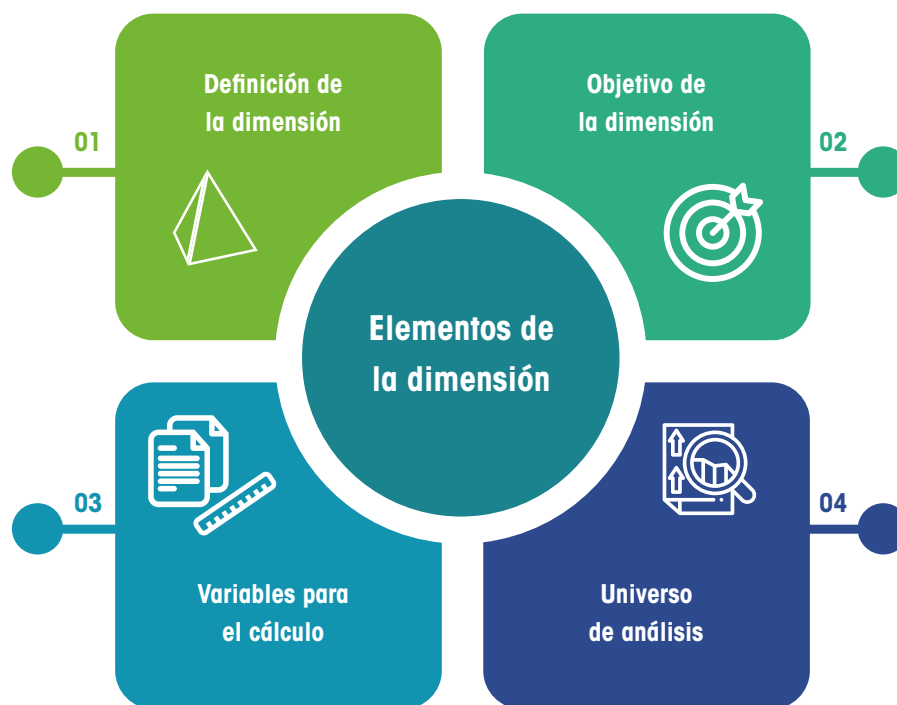 01
Definición de
la dimensión
Objetivo de
la dimensión
02
Elementos de
la dimensión
03
Variables para
el cálculo
04
Universo
de análisis